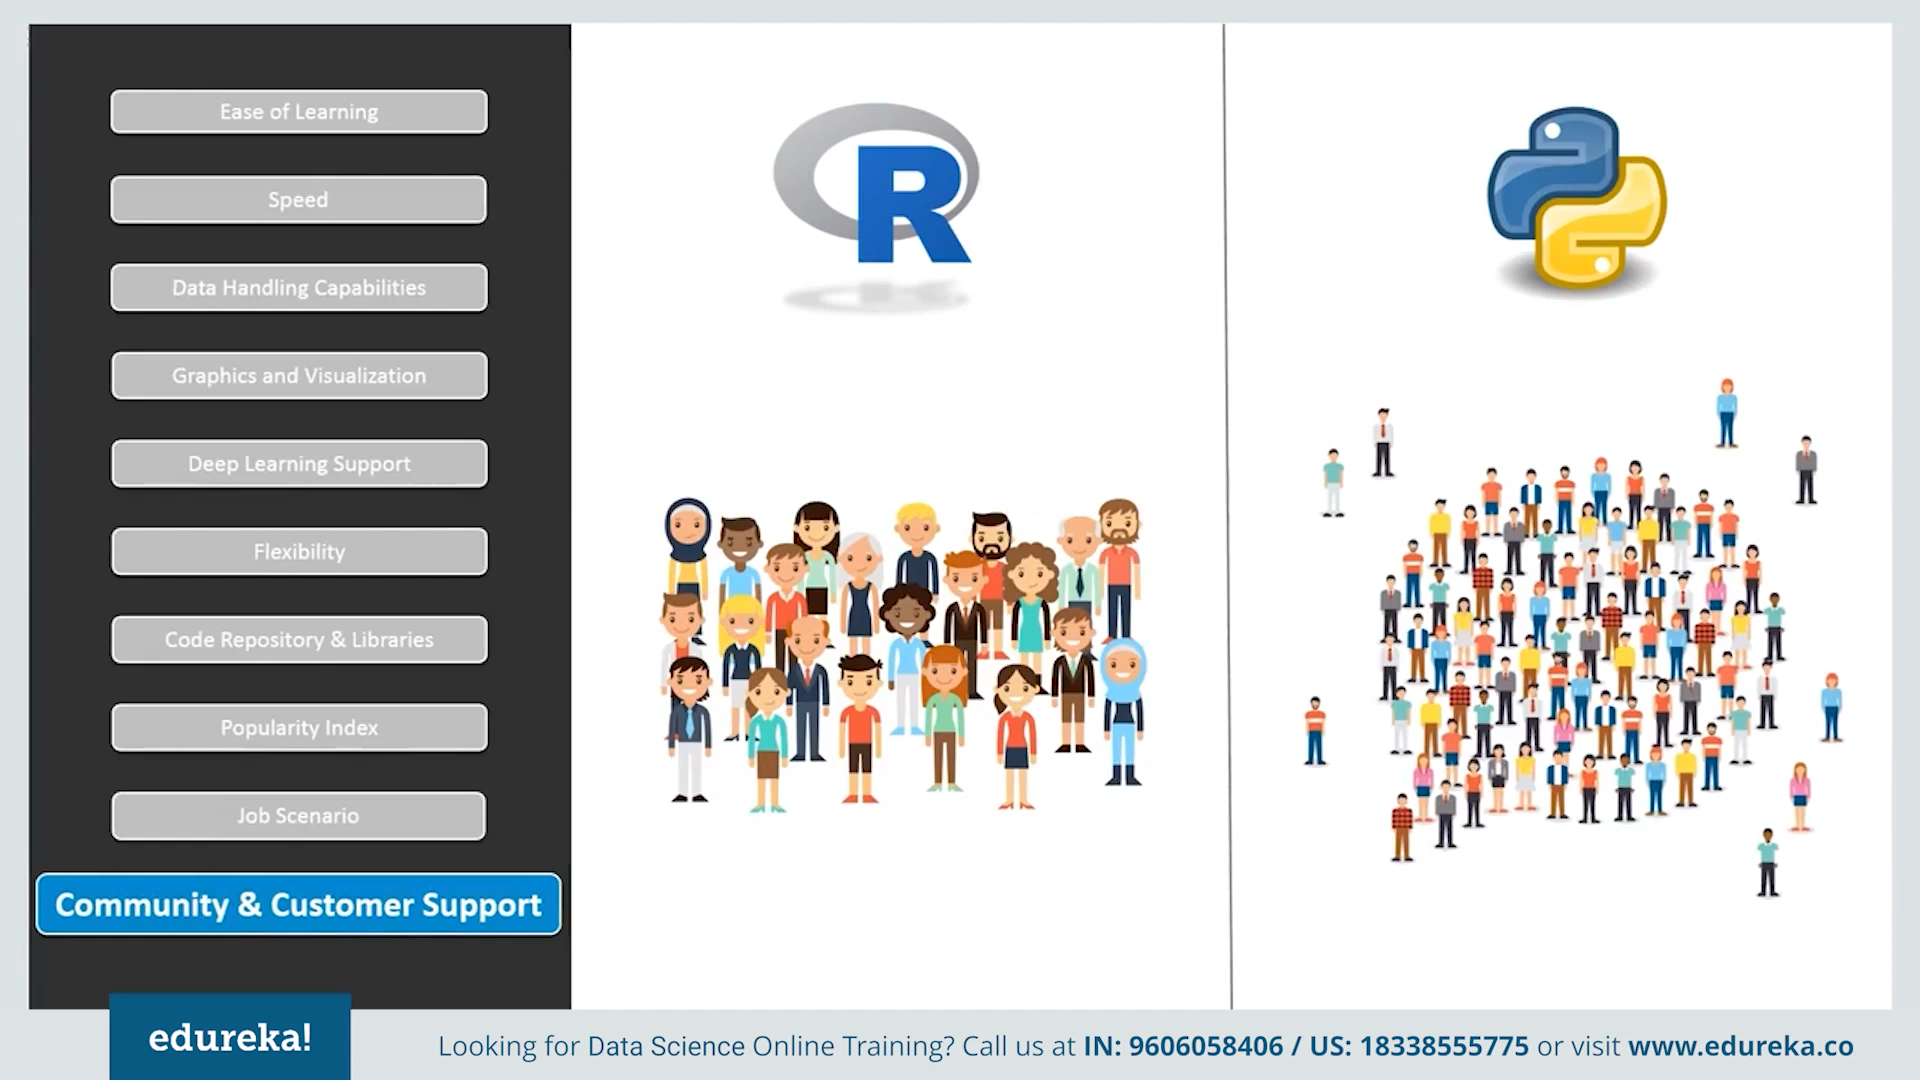 Ease of Learning
Speed
Data Handling Capabilities
Graphics and Visualization
Deep Learning Support
Flexibility
Code Repository & Libraries
Popularity Index
Job Scenario
Community & Customer Support
R
edureka!
Looking for Data Science Online Training? Call us at IN: 9606058406 / US: 18338555775 or visit www.edureka.co